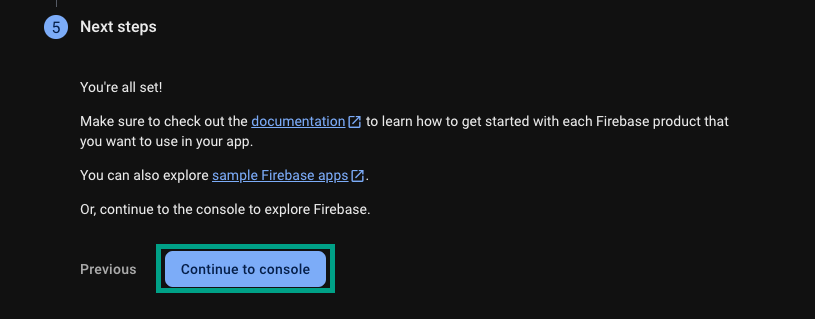 5 Next steps
You're all set!
Make sure to check out the documentation to learn how to get started with each Firebase product that
you want to use in your app.
You can also explore sample Firebase apps.
Or, continue to the console to explore Firebase.
Previous Continue to console